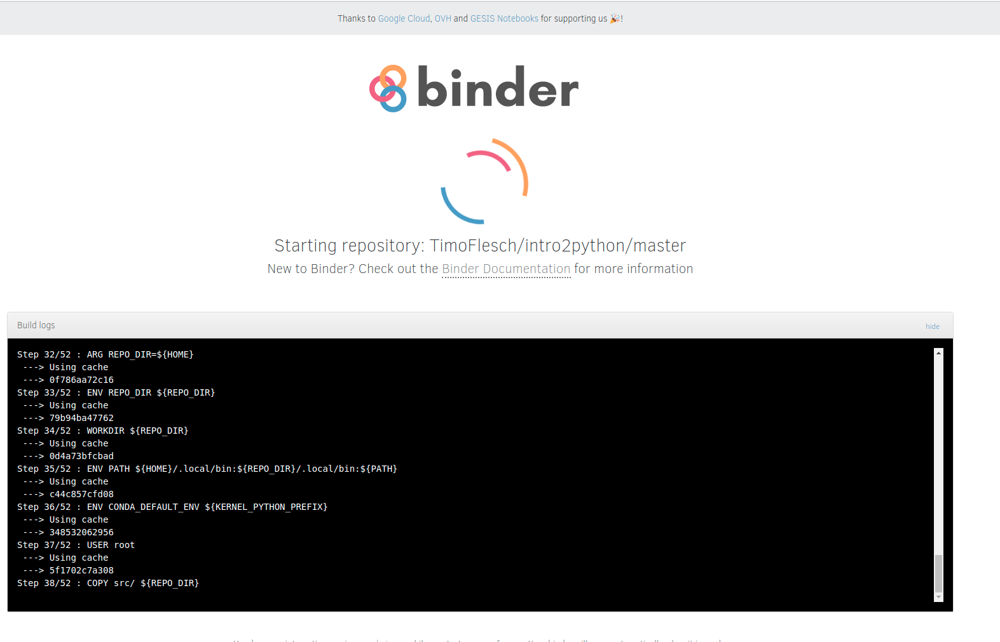 Thanks to Google Cloud, OVH and GESIS Notebooks for supporting us 🎉!
binder
Starting repository: TimoFlesch/intro2python/master
New to Binder? Check out the Binder Documentation for more information
Build logs
hide
Step 32/52 : ARG REPO_DIR=${HOME}
---> Using cache
---> 0f786aa72c16
Step 33/52 : ENV REPO_DIR ${REPO_DIR}
---> Using cache
---> 79b94ba47762
Step 34/52 : WORKDIR ${REPO_DIR}
---> Using cache
---> 0d4a73bfcbad
Step 35/52 : ENV PATH ${HOME}/.local/bin:${REPO_DIR}/.local/bin:${PATH}
---> Using cache
---> c44c857cfd08
Step 36/52 : ENV CONDA_DEFAULT_ENV ${KERNEL_PYTHON_PREFIX}
---> Using cache
---> 348532062956
Step 37/52 : USER root
---> Using cache
---> 5f1702c7a308
Step 38/52 : COPY src/ ${REPO_DIR}